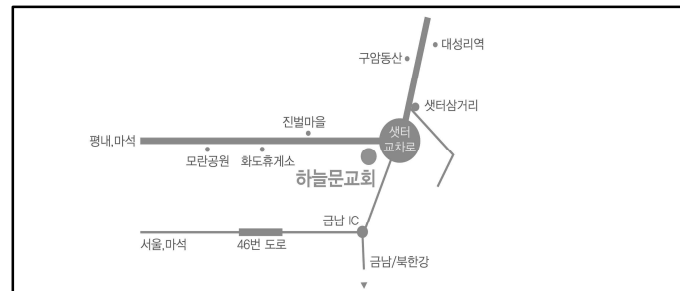 대성리역
구암동산
샛터삼거리
진벌마을
샛터
교차로
평내,마석
모란공원
화도휴게소
하늘문교회
금남 IC
서울,마석
46번 도로
금남/북한강